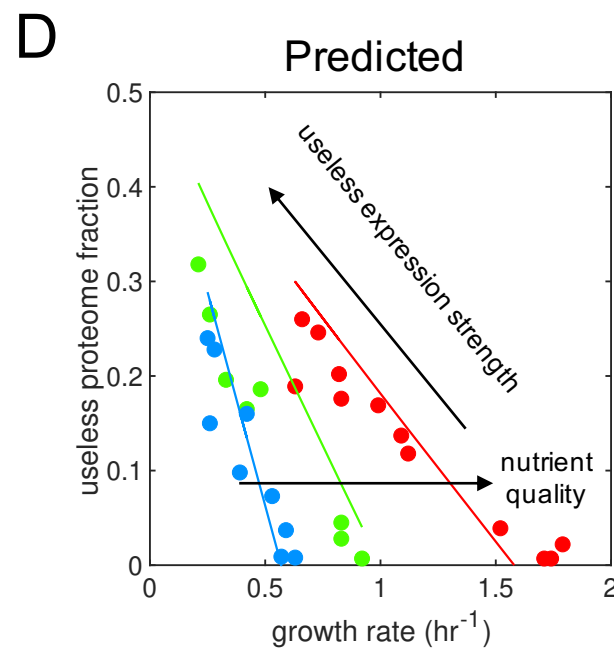 D
Predicted
0.5
0.4
0.3
0.2
0.1
0
useless proteome fraction
useless expression strength
nutrient
quality
0
0.5
1
1.5
2
growth rate (hr⁻¹)